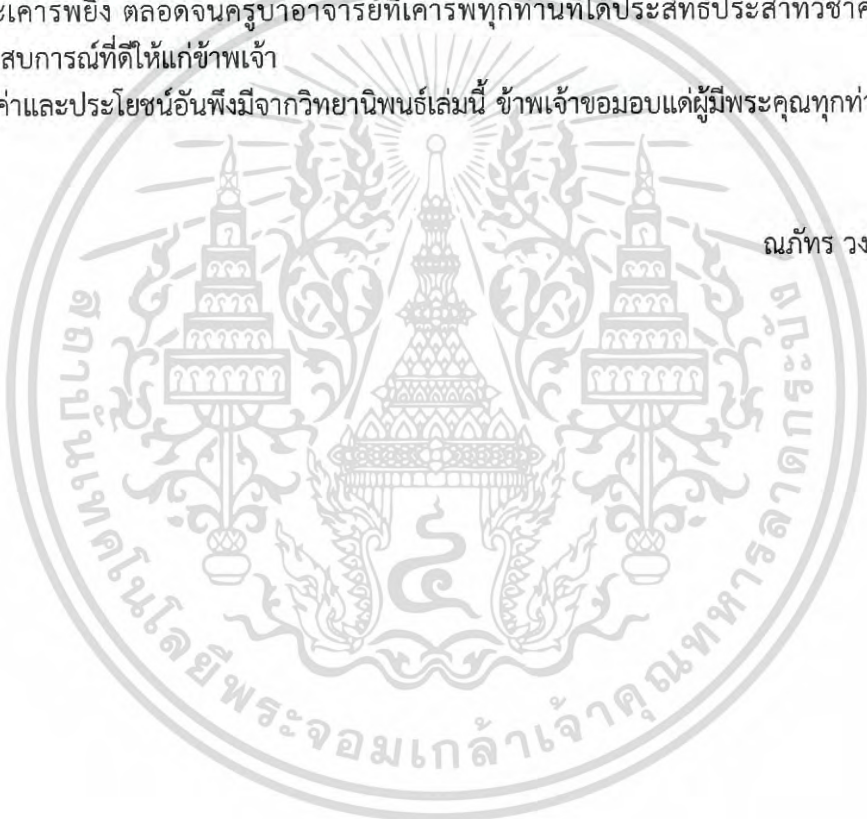 ะเคารพยิ่ง ตลอดจนครูบาอาจารย์ที่เคารพทุกท่านที่ได้ประสิทธิ์ประสาทวิชาค
สบการณ์ที่ดีให้แก่ข้าพเจ้า
ค่าและประโยชน์อันพึงมีจากวิทยานิพนธ์เล่มนี้ ข้าพเจ้าขอมอบแด่ผู้มีพระคุณทุกท่
ณภัทร วง
สถาบันเทคโนโลยีพระจอมเกล้าเจ้าคุณทหารลาดกระบัง
๔